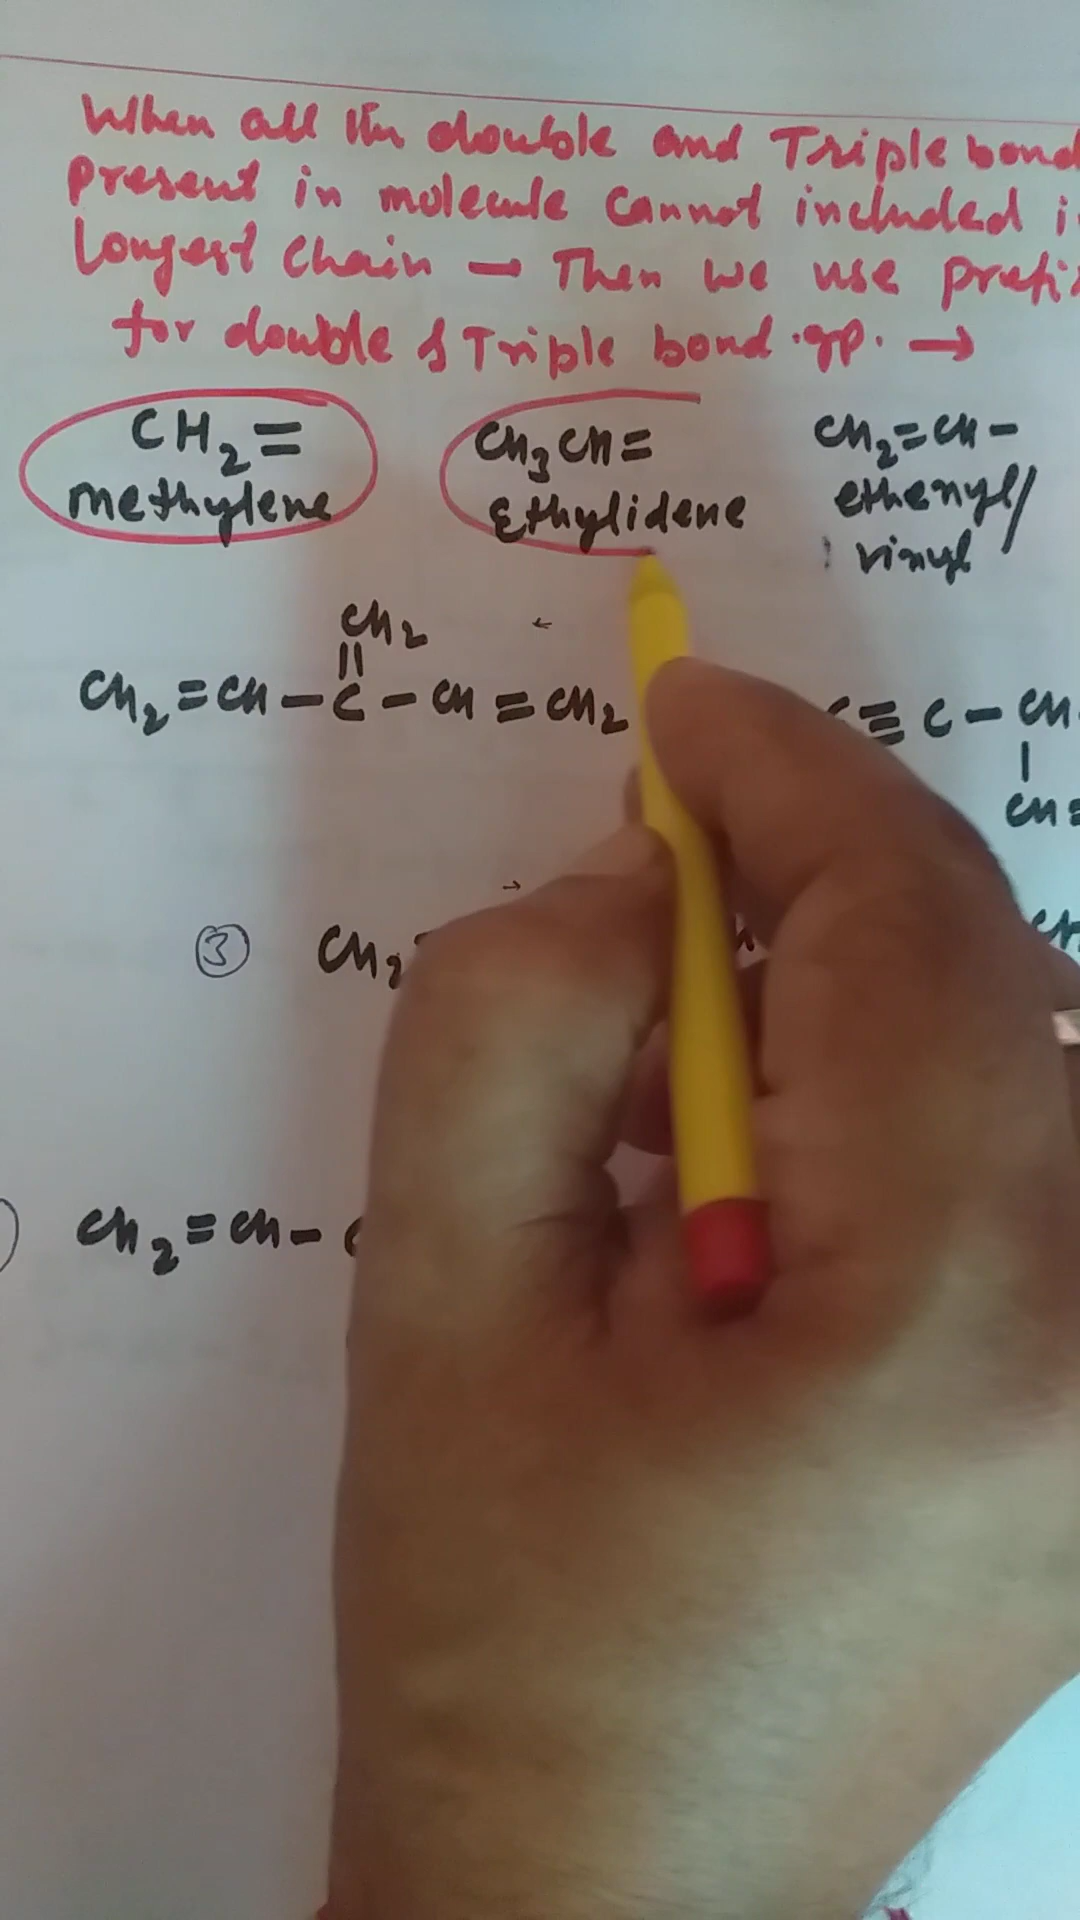 When all the double and Triple bond
present in molecule cannot included
Longest chain — Then we use prefix
for double & Triple bond gp. →
CH₂= CH₃CH= CH₂=CH–
methylene Ethylidene ethenyl/
vinyl
CH₂
||
CH₂=CH–C–CH=CH₂ C≡C–CH
|
CH=
③ CH₂
CH₂=CH–